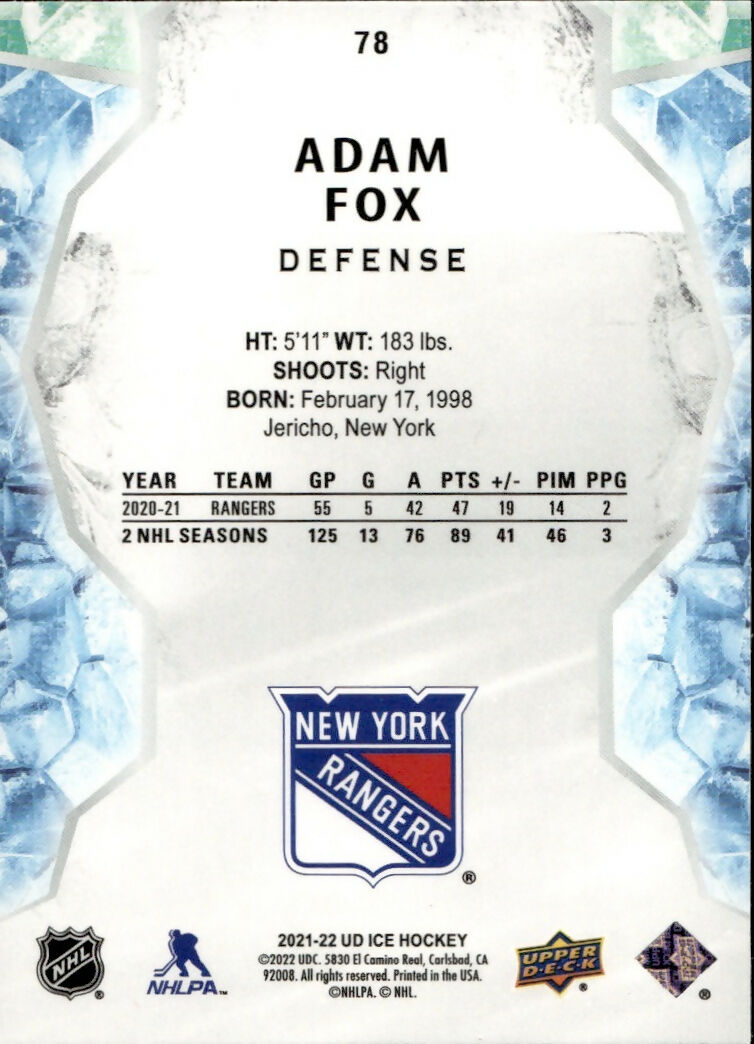 78
ADAM
FOX
DEFENSE
HT: 5'11" WT: 183 lbs.
SHOOTS: Right
BORN: February 17, 1998
Jericho, New York
YEAR TEAM GP G A PTS +/- PIM PPG
2020-21 RANGERS 55 5 42 47 19 14 2
2 NHL SEASONS 125 13 76 89 41 46 3
NEW YORK
RANGERS
®
NHL ®
NHLPA™
2021-22 UD ICE HOCKEY
©2022 UDC. 5830 El Camino Real, Carlsbad, CA
92008. All rights reserved. Printed in the USA.
©NHLPA. © NHL.
UPPER
D·E·C·K ®
®